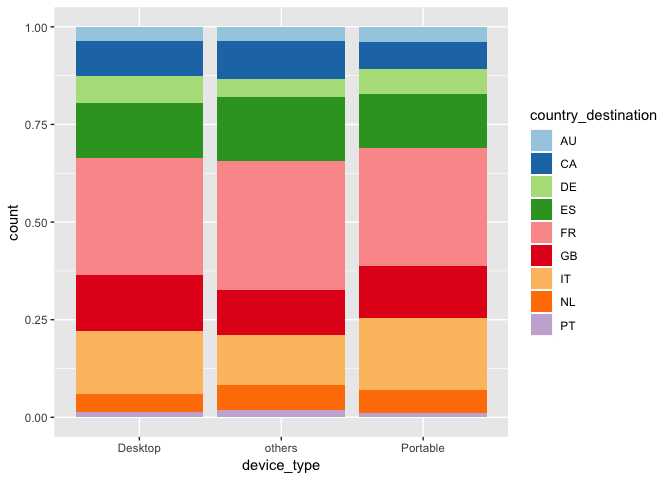 1.00
0.75
0.50
0.25
0.00
count
Desktop
others
Portable
device_type
country_destination
AU
CA
DE
ES
FR
GB
IT
NL
PT